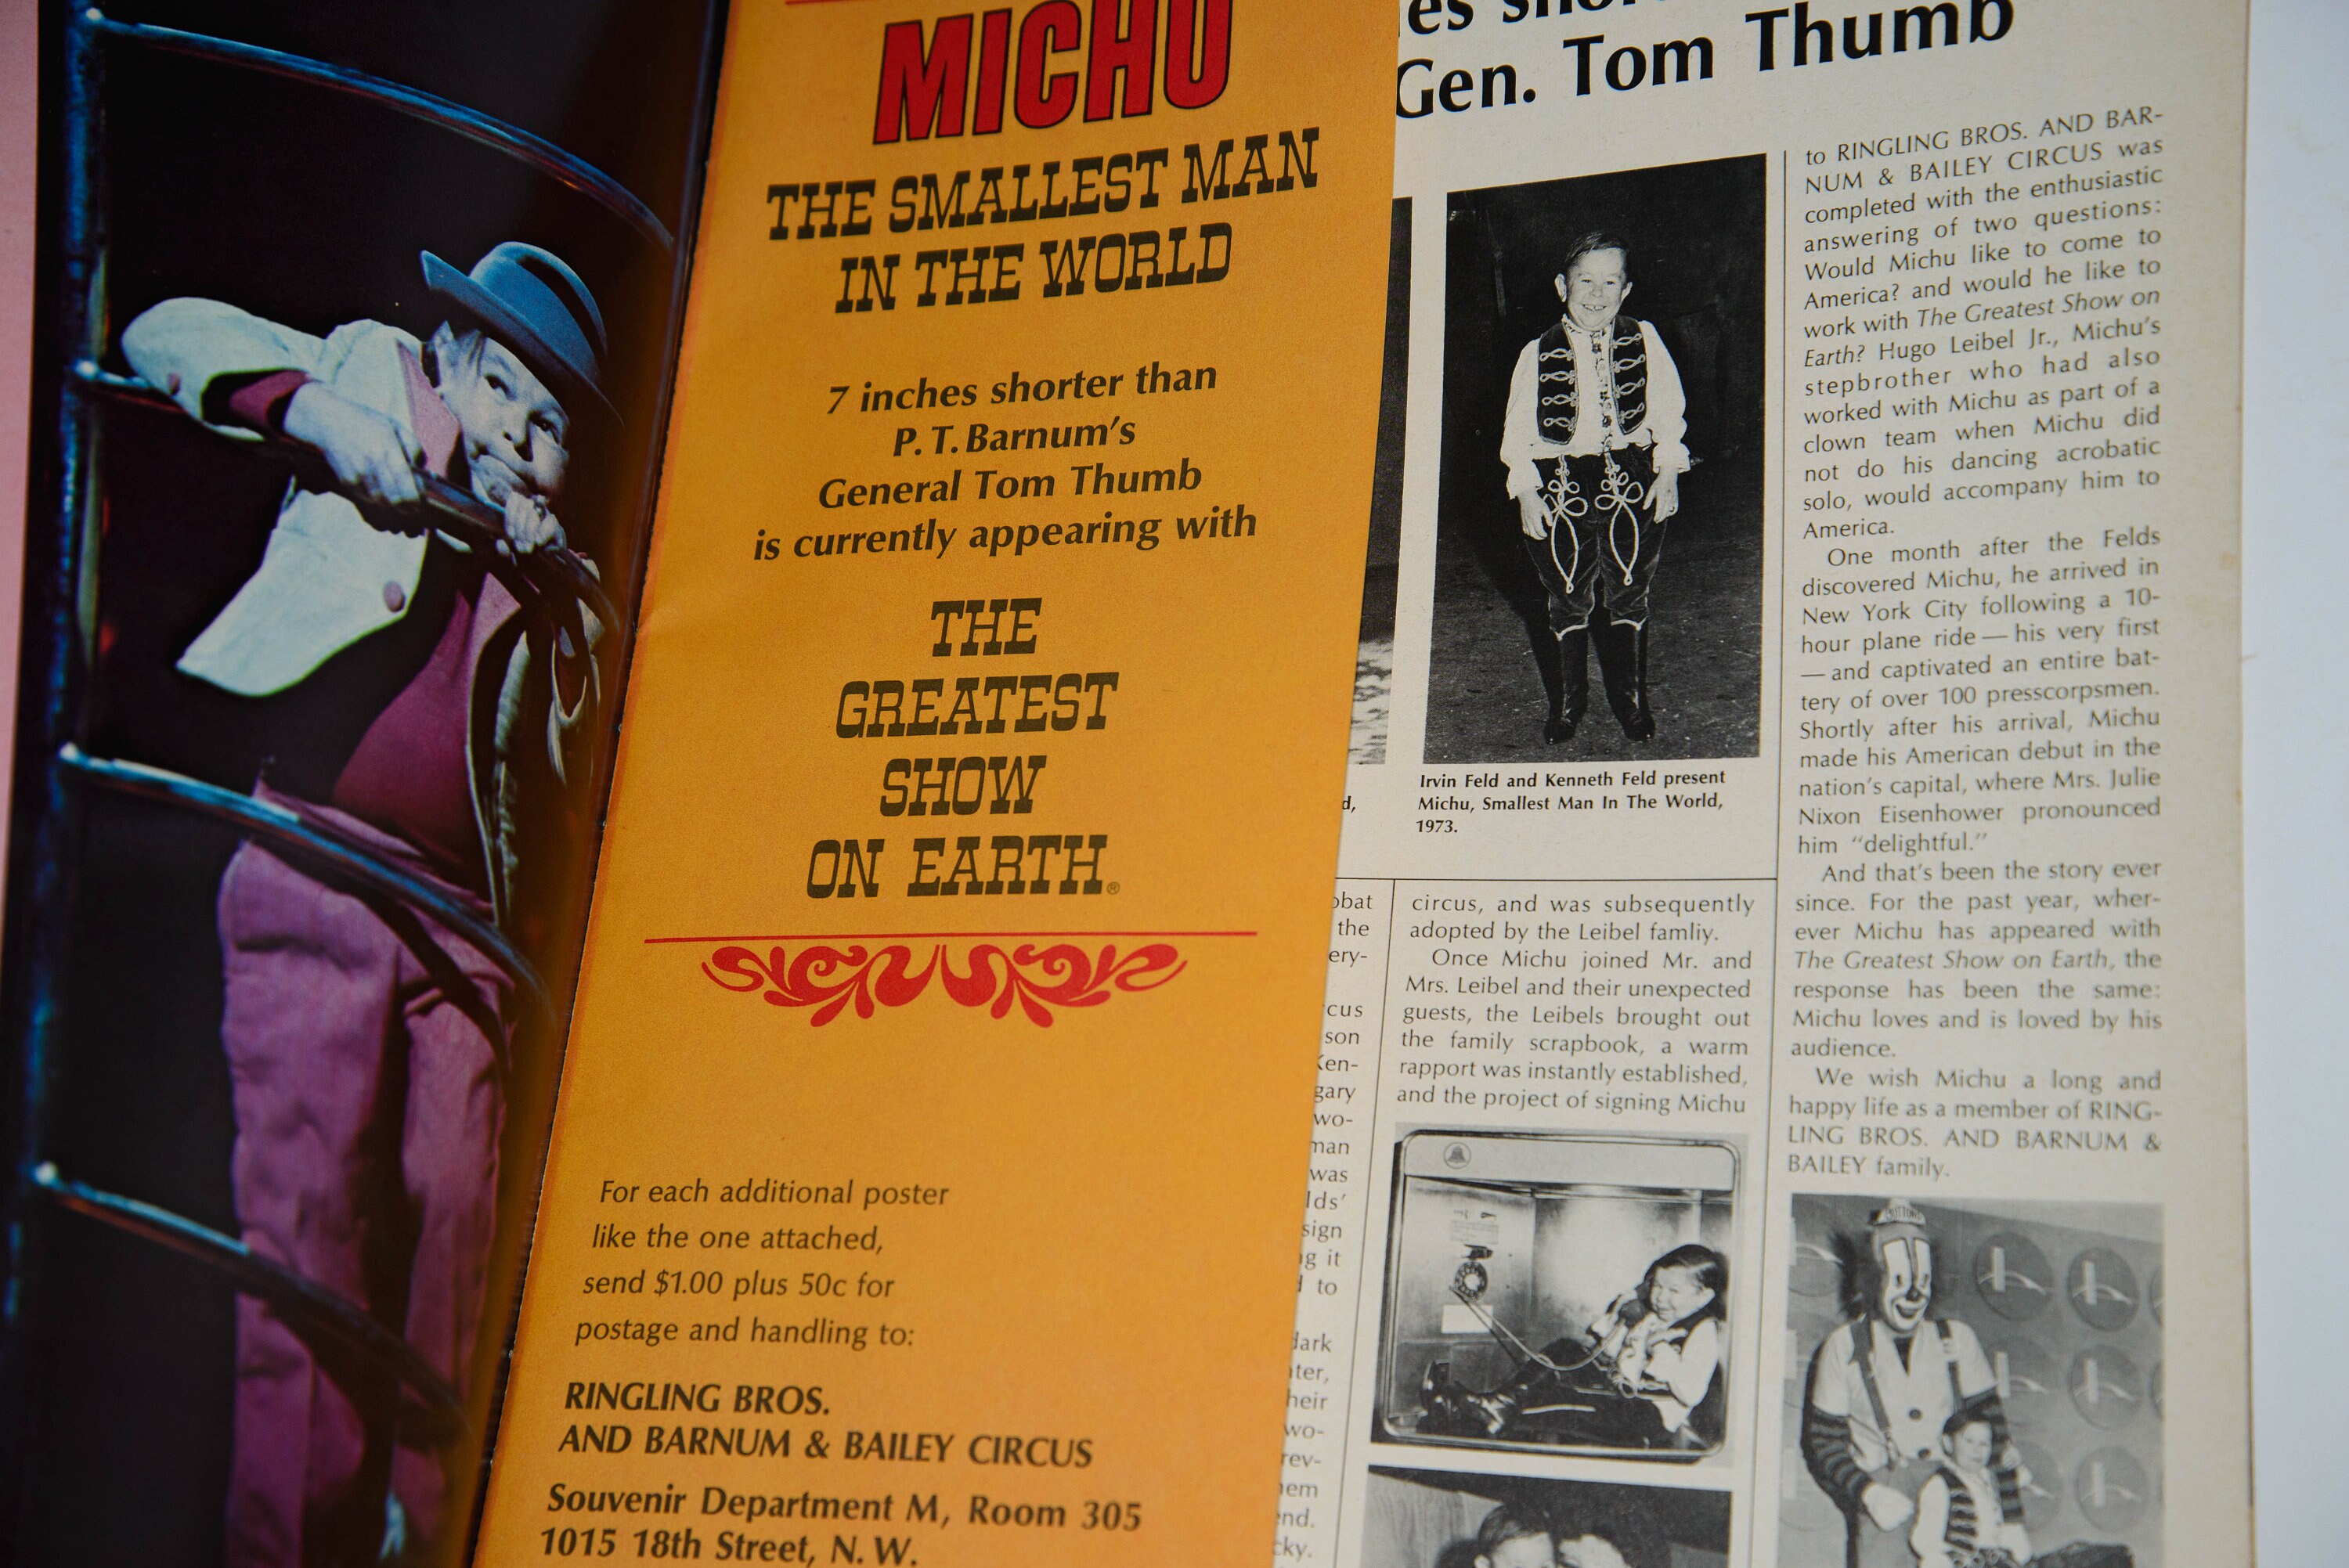 MICHU
THE SMALLEST MAN
IN THE WORLD
7 inches shorter than
P. T. Barnum's
General Tom Thumb
is currently appearing with
THE
GREATEST
SHOW
ON EARTH®
For each additional poster
like the one attached,
send $1.00 plus 50c for
postage and handling to:
RINGLING BROS.
AND BARNUM & BAILEY CIRCUS
Souvenir Department M, Room 305
1015 18th Street, N. W.
Gen. Tom Thumb
Irvin Feld and Kenneth Feld present
Michu, Smallest Man In The World,
1973.
the
was
sign
it
to
circus, and was subsequently
adopted by the Leibel famliy.
Once Michu joined Mr. and
Mrs. Leibel and their unexpected
guests, the Leibels brought out
the family scrapbook, a warm
rapport was instantly established,
and the project of signing Michu
to RINGLING BROS. AND BAR-
NUM & BAILEY CIRCUS was
completed with the enthusiastic
answering of two questions:
Would Michu like to come to
America? and would he like to
work with The Greatest Show on
Earth? Hugo Leibel Jr., Michu's
stepbrother who had also
worked with Michu as part of a
clown team when Michu did
not do his dancing acrobatic
solo, would accompany him to
America.
One month after the Felds
discovered Michu, he arrived in
New York City following a 10-
hour plane ride — his very first
— and captivated an entire bat-
tery of over 100 presscorpsmen.
Shortly after his arrival, Michu
made his American debut in the
nation's capital, where Mrs. Julie
Nixon Eisenhower pronounced
him "delightful."
And that's been the story ever
since. For the past year, wher-
ever Michu has appeared with
The Greatest Show on Earth, the
response has been the same:
Michu loves and is loved by his
audience.
We wish Michu a long and
happy life as a member of RING-
LING BROS. AND BARNUM &
BAILEY family.